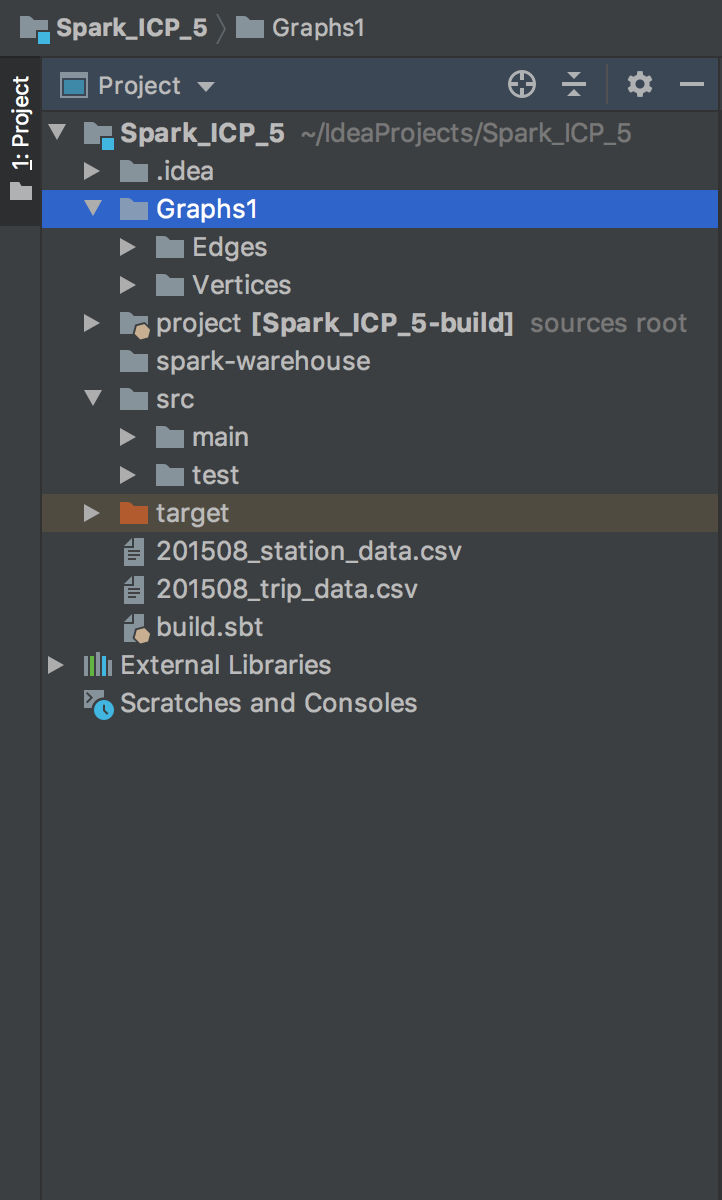 Spark_ICP_5 Graphs1
1: Project
Project
Spark_ICP_5 ~/IdeaProjects/Spark_ICP_5
.idea
Graphs1
Edges
Vertices
project [Spark_ICP_5-build] sources root
spark-warehouse
src
main
test
target
201508_station_data.csv
201508_trip_data.csv
build.sbt
External Libraries
Scratches and Consoles